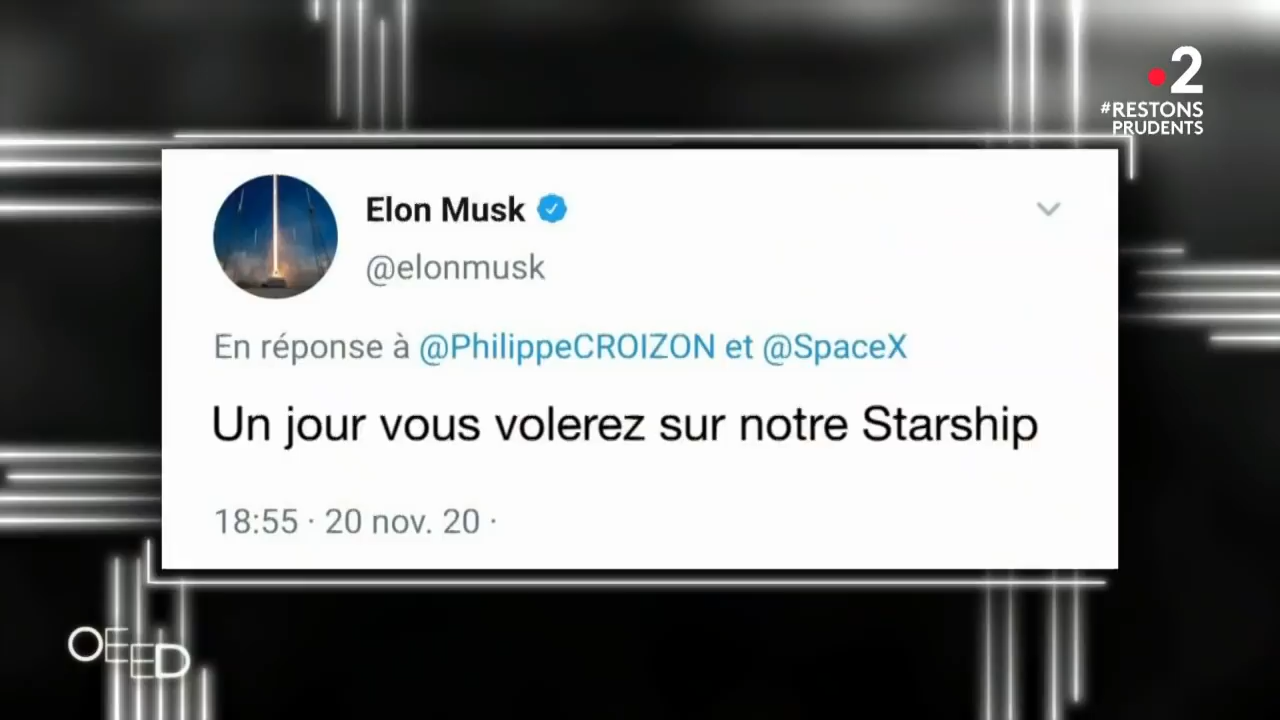 2
#RESTONS
PRUDENTS
Elon Musk
@elonmusk
En réponse à @PhilippeCROIZON et @SpaceX
Un jour vous volerez sur notre Starship
18:55 · 20 nov. 20 ·
OEED